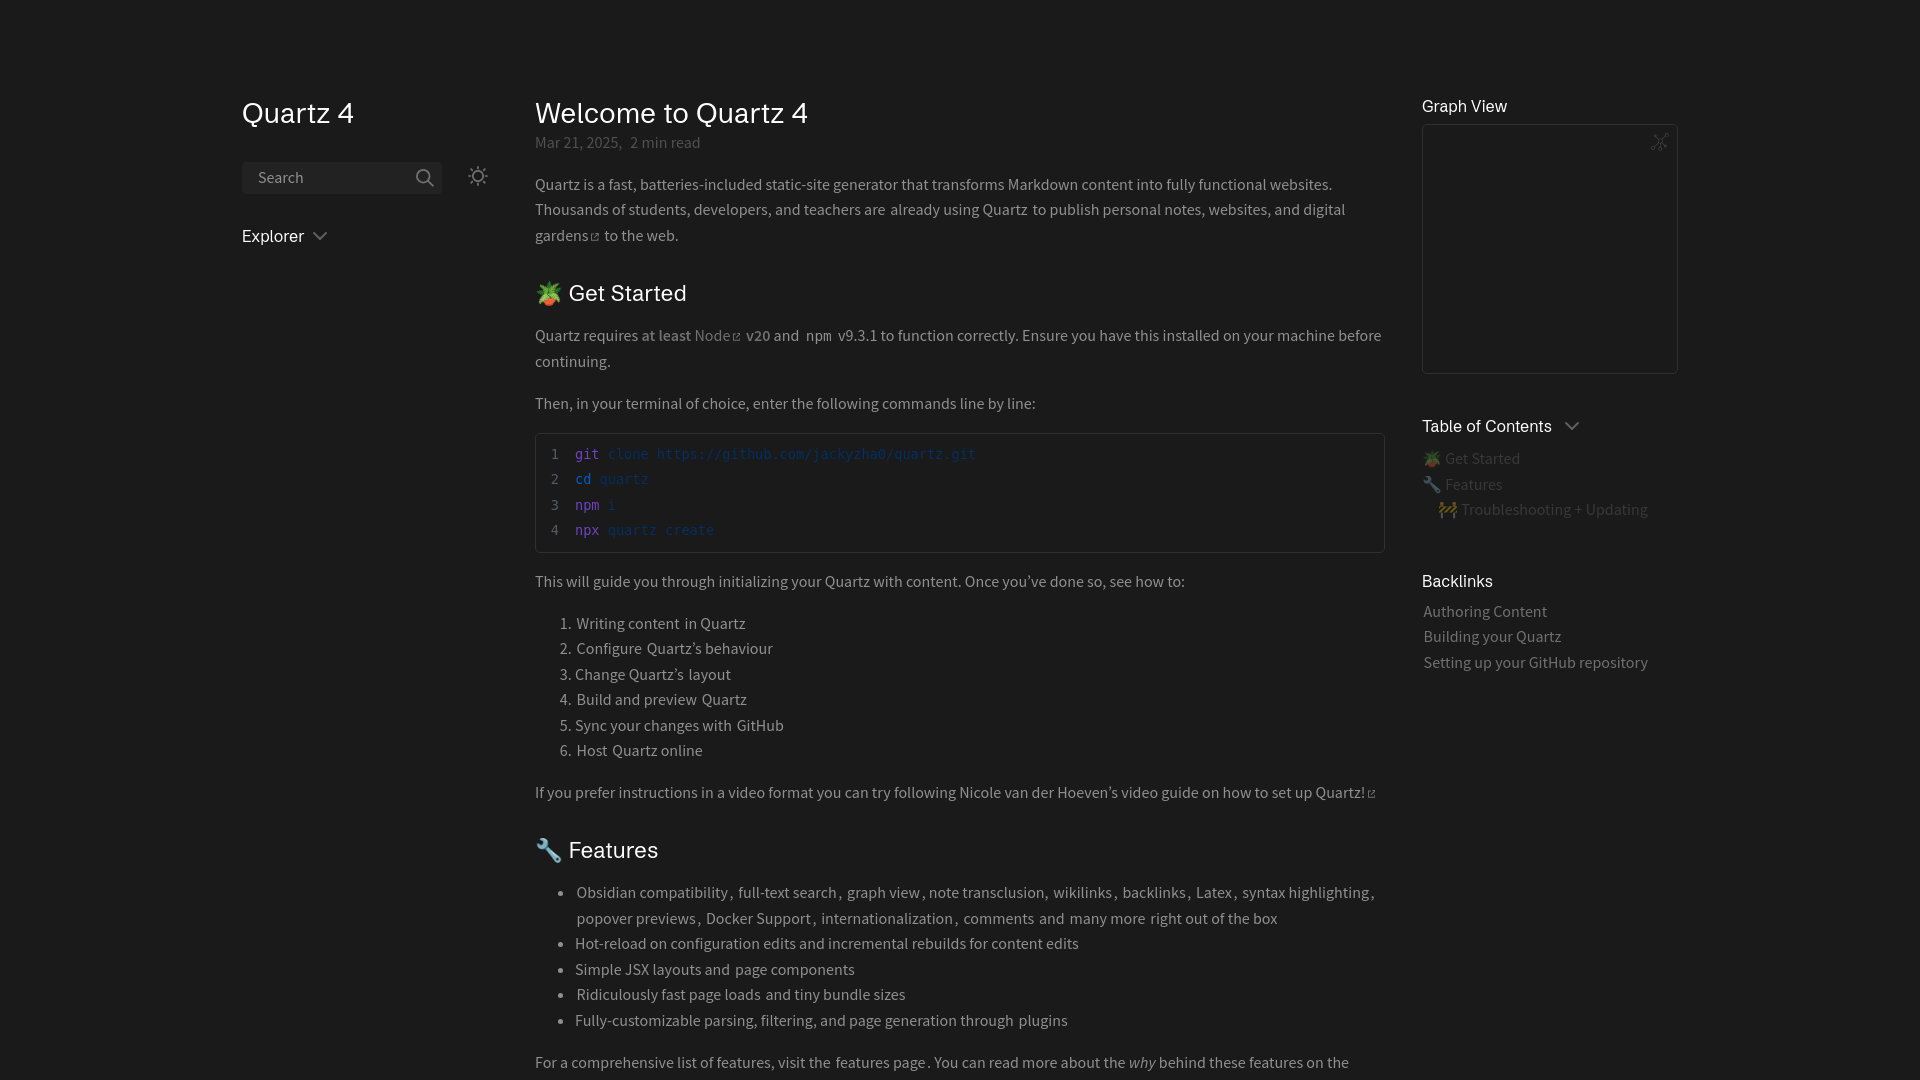 Quartz 4
Search
Explorer
Welcome to Quartz 4
Mar 21, 2025, 2 min read
Quartz is a fast, batteries-included static-site generator that transforms Markdown content into fully functional websites.
Thousands of students, developers, and teachers are already using Quartz to publish personal notes, websites, and digital
gardens to the web.
🪴 Get Started
Quartz requires at least Node v20 and npm v9.3.1 to function correctly. Ensure you have this installed on your machine before
continuing.
Then, in your terminal of choice, enter the following commands line by line:
1 git clone https://github.com/jackyzha0/quartz.git
2 cd quartz
3 npm i
4 npx quartz create
This will guide you through initializing your Quartz with content. Once you’ve done so, see how to:
1. Writing content in Quartz
2. Configure Quartz’s behaviour
3. Change Quartz’s layout
4. Build and preview Quartz
5. Sync your changes with GitHub
6. Host Quartz online
If you prefer instructions in a video format you can try following Nicole van der Hoeven’s video guide on how to set up Quartz!
🔧 Features
• Obsidian compatibility, full-text search, graph view, note transclusion, wikilinks, backlinks, Latex, syntax highlighting,
popover previews, Docker Support, internationalization, comments and many more right out of the box
• Hot-reload on configuration edits and incremental rebuilds for content edits
• Simple JSX layouts and page components
• Ridiculously fast page loads and tiny bundle sizes
• Fully-customizable parsing, filtering, and page generation through plugins
For a comprehensive list of features, visit the features page. You can read more about the why behind these features on the
Graph View
Table of Contents
🪴 Get Started
🔧 Features
🚧 Troubleshooting + Updating
Backlinks
Authoring Content
Building your Quartz
Setting up your GitHub repository